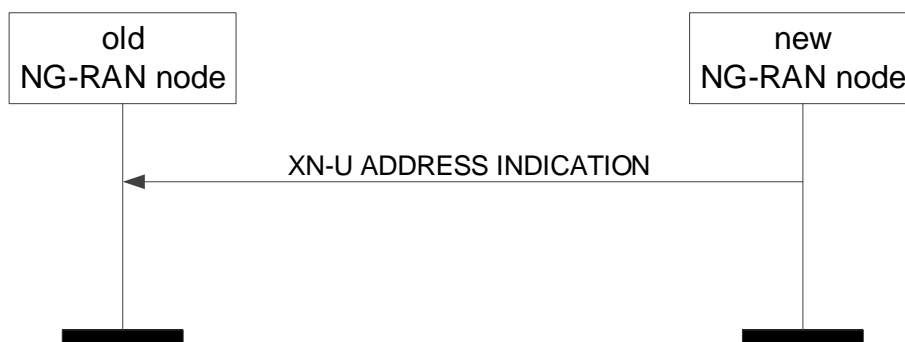 old
NG-RAN node
new
NG-RAN node
XN-U ADDRESS INDICATION